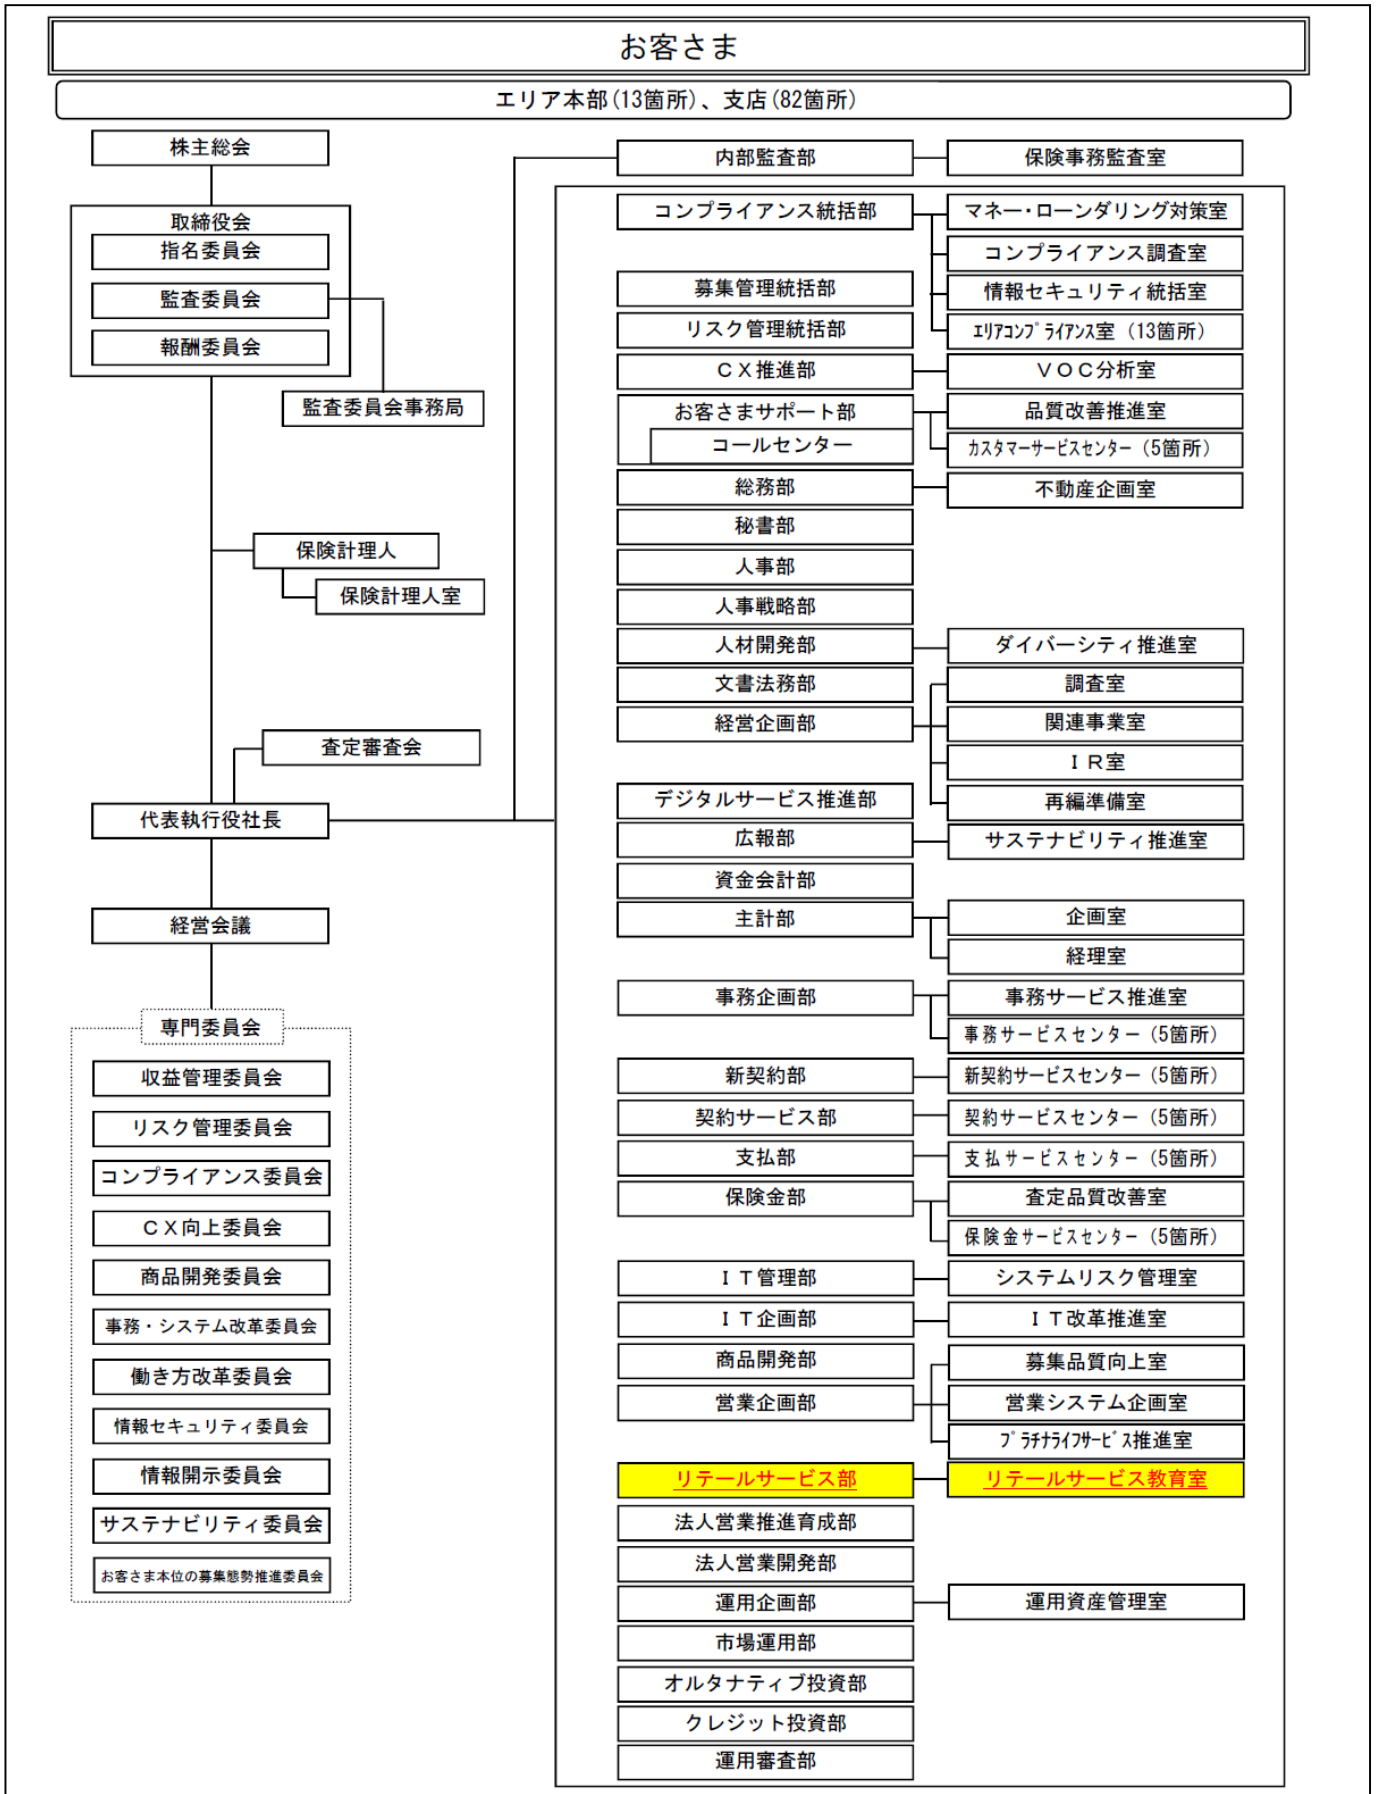 お客さま
エリア本部(13箇所)、支店(82箇所)
株主総会
取締役会
指名委員会
監査委員会
報酬委員会
監査委員会事務局
保険計理人
保険計理人室
査定審査会
代表執行役社長
経営会議
専門委員会
収益管理委員会
リスク管理委員会
コンプライアンス委員会
ＣＸ向上委員会
商品開発委員会
事務・システム改革委員会
働き方改革委員会
情報セキュリティ委員会
情報開示委員会
サステナビリティ委員会
お客さま本位の募集態勢推進委員会
内部監査部
保険事務監査室
コンプライアンス統括部
マネー・ローンダリング対策室
コンプライアンス調査室
情報セキュリティ統括室
ｴﾘｱｺﾝﾌﾟﾗｲｱﾝｽ室（13箇所）
募集管理統括部
リスク管理統括部
ＣＸ推進部
ＶＯＣ分析室
お客さまサポート部
コールセンター
品質改善推進室
ｶｽﾀﾏｰｻｰﾋﾞｽｾﾝﾀｰ（5箇所）
総務部
不動産企画室
秘書部
人事部
人事戦略部
人材開発部
ダイバーシティ推進室
文書法務部
経営企画部
調査室
関連事業室
ＩＲ室
再編準備室
デジタルサービス推進部
広報部
サステナビリティ推進室
資金会計部
主計部
企画室
経理室
事務企画部
事務サービス推進室
事務サービスセンター（5箇所）
新契約部
新契約サービスセンター（5箇所）
契約サービス部
契約サービスセンター（5箇所）
支払部
支払サービスセンター（5箇所）
保険金部
査定品質改善室
保険金サービスセンター（5箇所）
ＩＴ管理部
システムリスク管理室
ＩＴ企画部
ＩＴ改革推進室
商品開発部
営業企画部
募集品質向上室
営業システム企画室
ﾌﾟﾗﾁﾅﾗｲﾌｻｰﾋﾞｽ推進室
リテールサービス部
リテールサービス教育室
法人営業推進育成部
法人営業開発部
運用企画部
運用資産管理室
市場運用部
オルタナティブ投資部
クレジット投資部
運用審査部